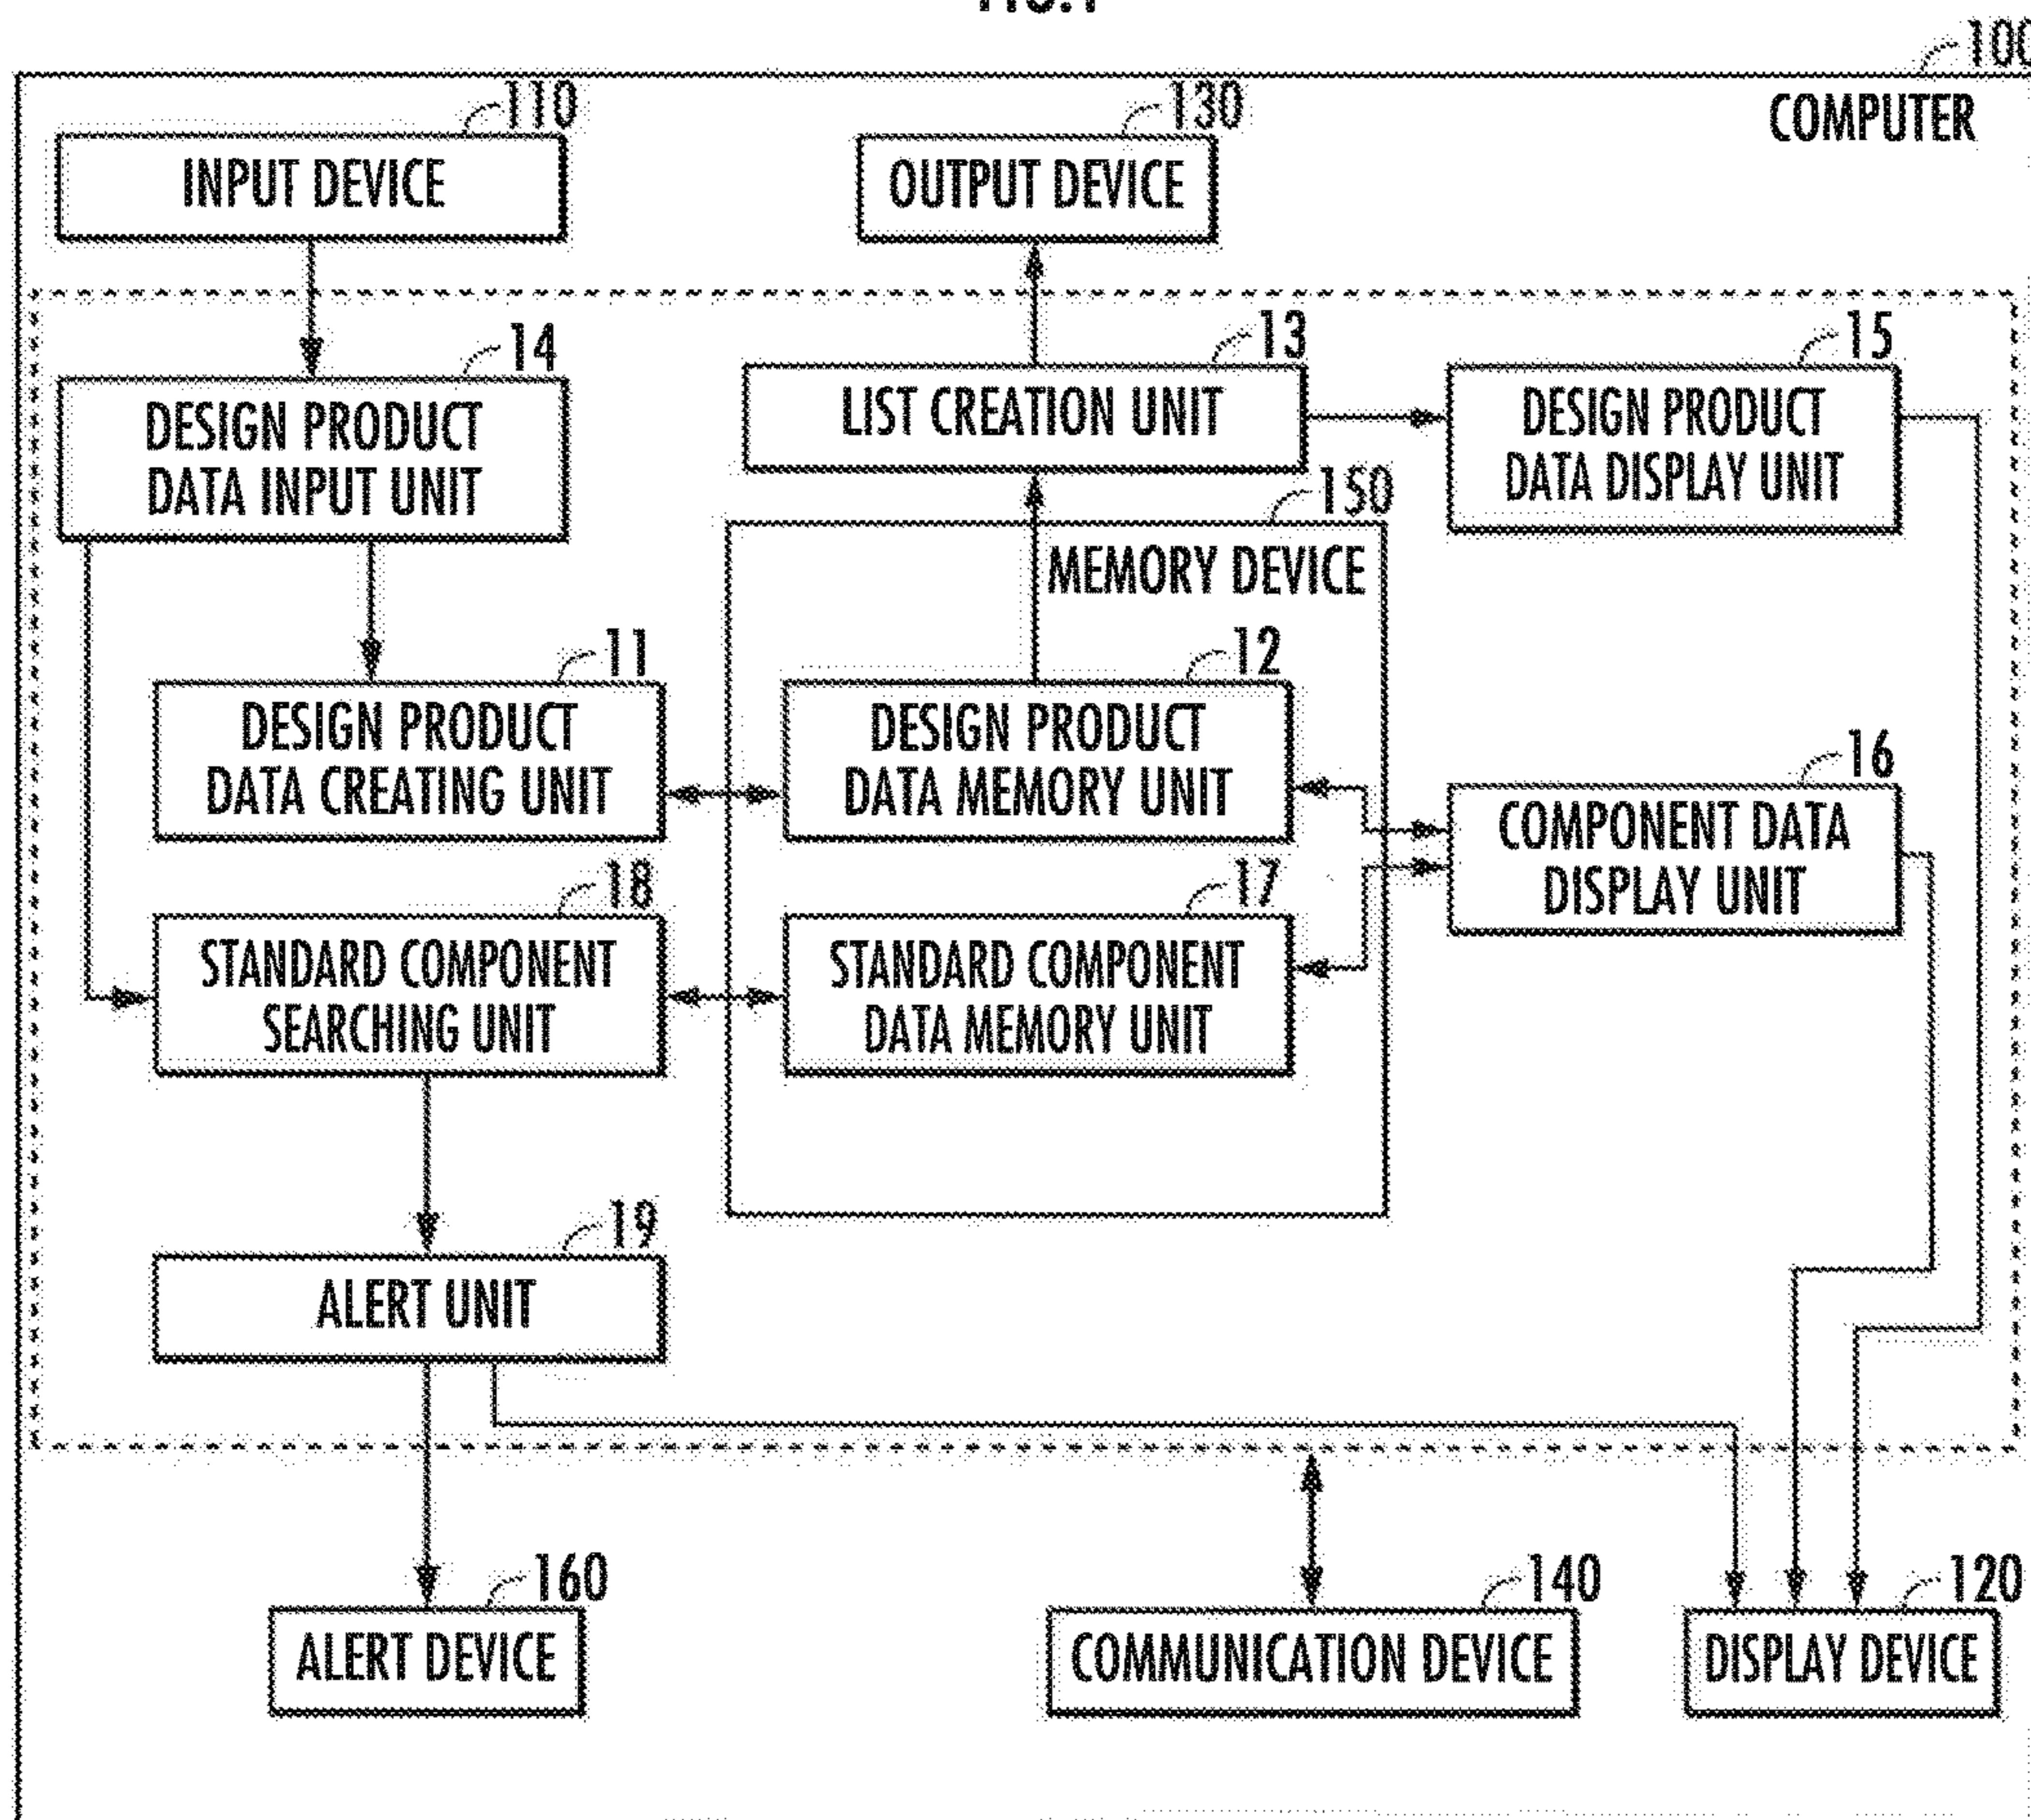 100
COMPUTER
110
INPUT DEVICE
130
OUTPUT DEVICE
14
DESIGN PRODUCT
DATA INPUT UNIT
13
LIST CREATION UNIT
15
DESIGN PRODUCT
DATA DISPLAY UNIT
150
MEMORY DEVICE
11
DESIGN PRODUCT
DATA CREATING UNIT
12
DESIGN PRODUCT
DATA MEMORY UNIT
16
COMPONENT DATA
DISPLAY UNIT
18
STANDARD COMPONENT
SEARCHING UNIT
17
STANDARD COMPONENT
DATA MEMORY UNIT
19
ALERT UNIT
160
ALERT DEVICE
140
COMMUNICATION DEVICE
120
DISPLAY DEVICE